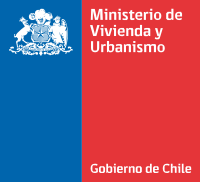 Ministerio de
Vivienda y
Urbanismo
Gobierno de Chile